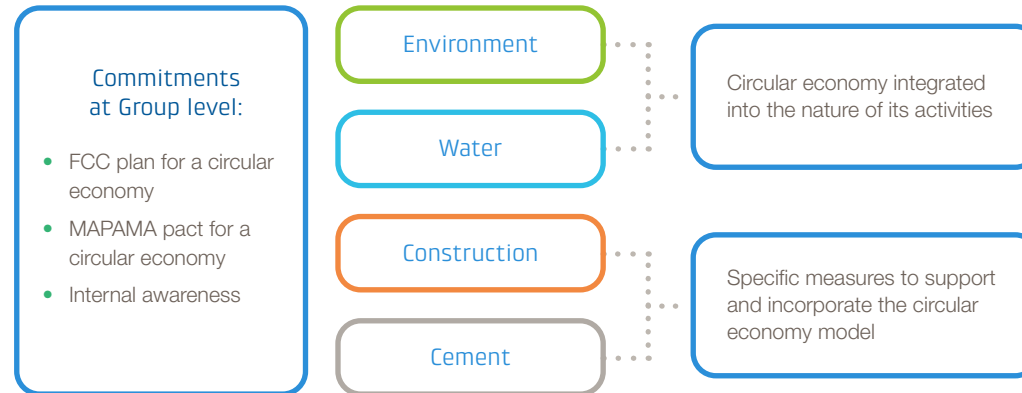 Commitments
at Group level:
• FCC plan for a circular
economy
• MAPAMA pact for a
circular economy
• Internal awareness
Environment
Water
Construction
Cement
Circular economy integrated
into the nature of its activities
Specific measures to support
and incorporate the circular
economy model